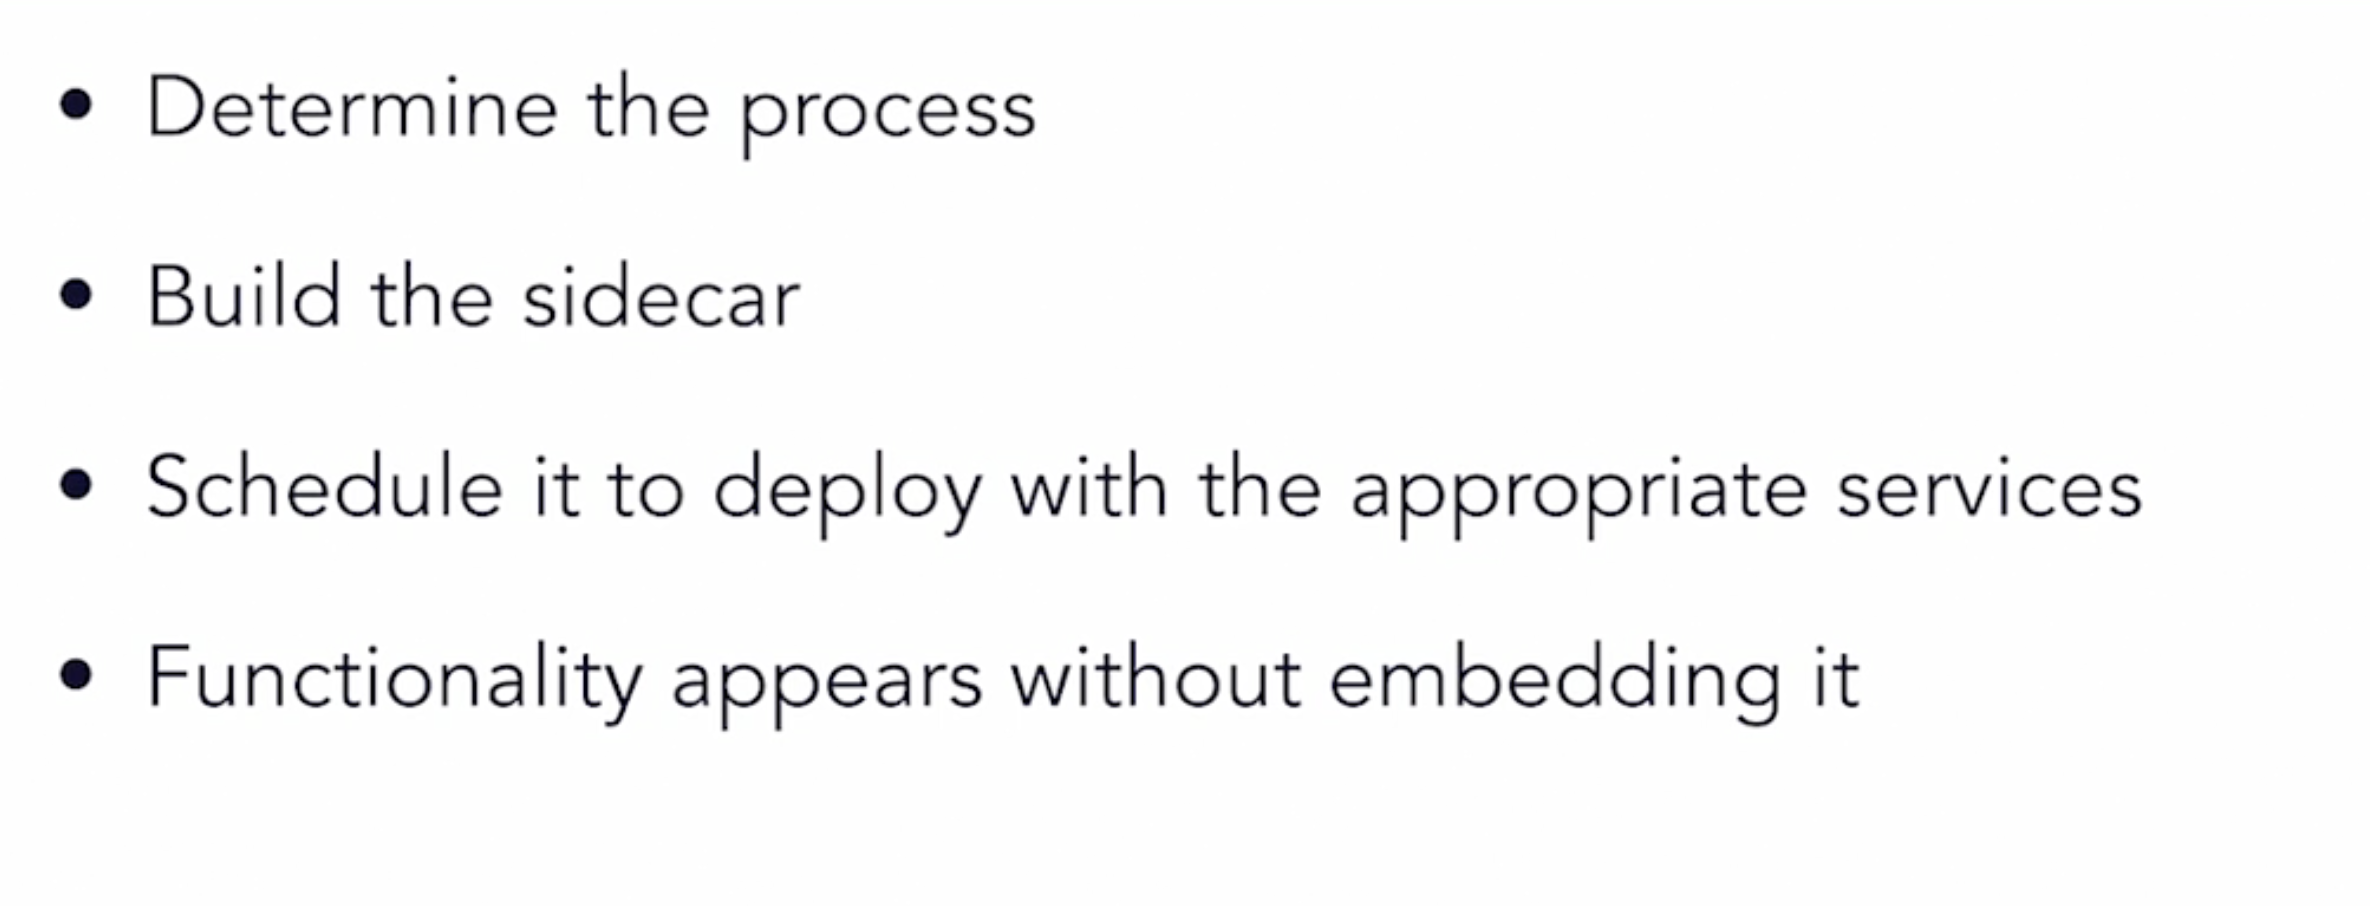 • Determine the process
• Build the sidecar
• Schedule it to deploy with the appropriate services
• Functionality appears without embedding it